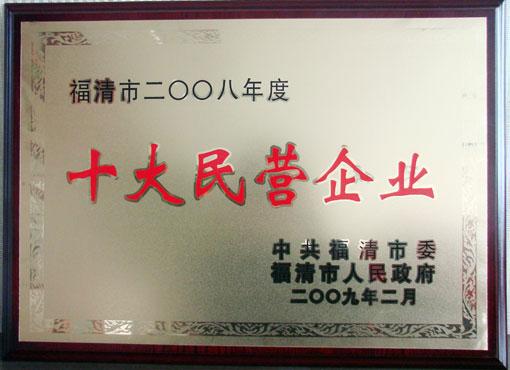 福清市二〇〇八年度
十大民营企业
中共福清市委
福清市人民政府
二〇〇九年二月